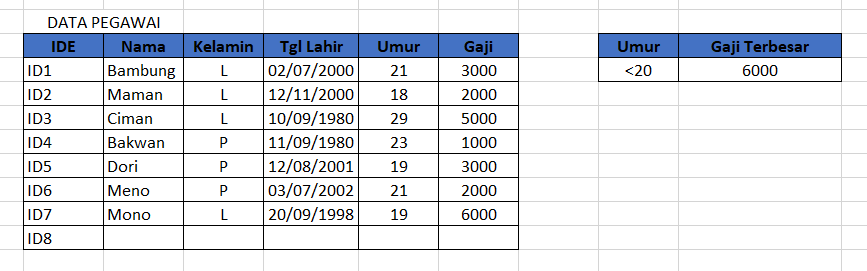 DATA PEGAWAI
IDE Nama Kelamin Tgl Lahir Umur Gaji Umur Gaji Terbesar
ID1 Bambung L 02/07/2000 21 3000 <20 6000
ID2 Maman L 12/11/2000 18 2000
ID3 Ciman L 10/09/1980 29 5000
ID4 Bakwan P 11/09/1980 23 1000
ID5 Dori P 12/08/2001 19 3000
ID6 Meno P 03/07/2002 21 2000
ID7 Mono L 20/09/1998 19 6000
ID8